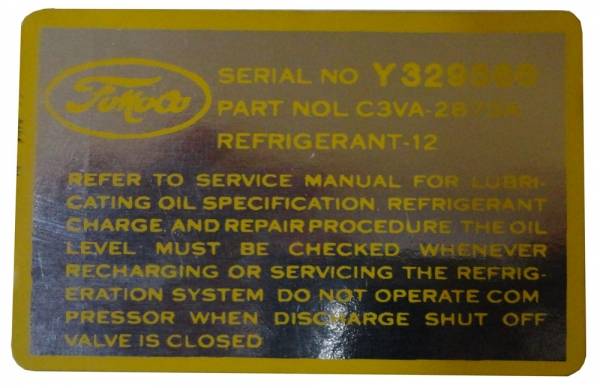 FoMoCo
SERIAL NO
PART NOL
REFRIGERANT-12
REFER TO SERVICE MANUAL FOR LUBRI-
CATING OIL SPECIFICATION, REFRIGERANT
CHARGE AND REPAIR PROCEDURE THE OIL
LEVEL MUST BE CHECKED WHENEVER
RECHARGING OR SERVICING THE REFRIG-
ERATION SYSTEM DO NOT OPERATE COM
PRESSOR WHEN DISCHARGE SHUT OFF
VALVE IS CLOSED